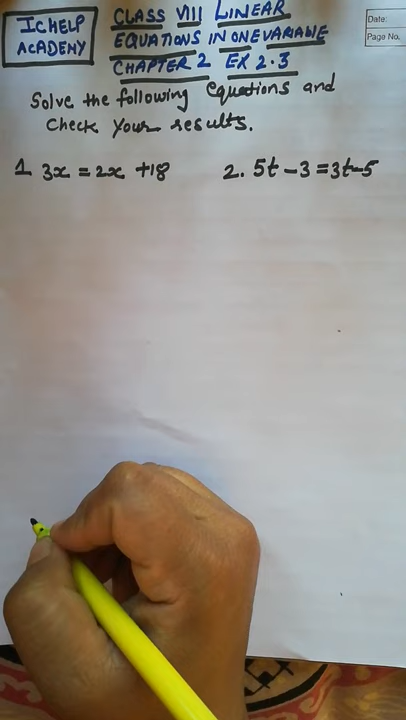 ICHELP
ACADEMY
CLASS VIII LINEAR
EQUATIONS IN ONE VARIABLE
CHAPTER 2 EX 2.3
Date:
Page No.
Solve the following equations and
check your results.
1 3x = 2x +18
2. 5t - 3 = 3t - 5